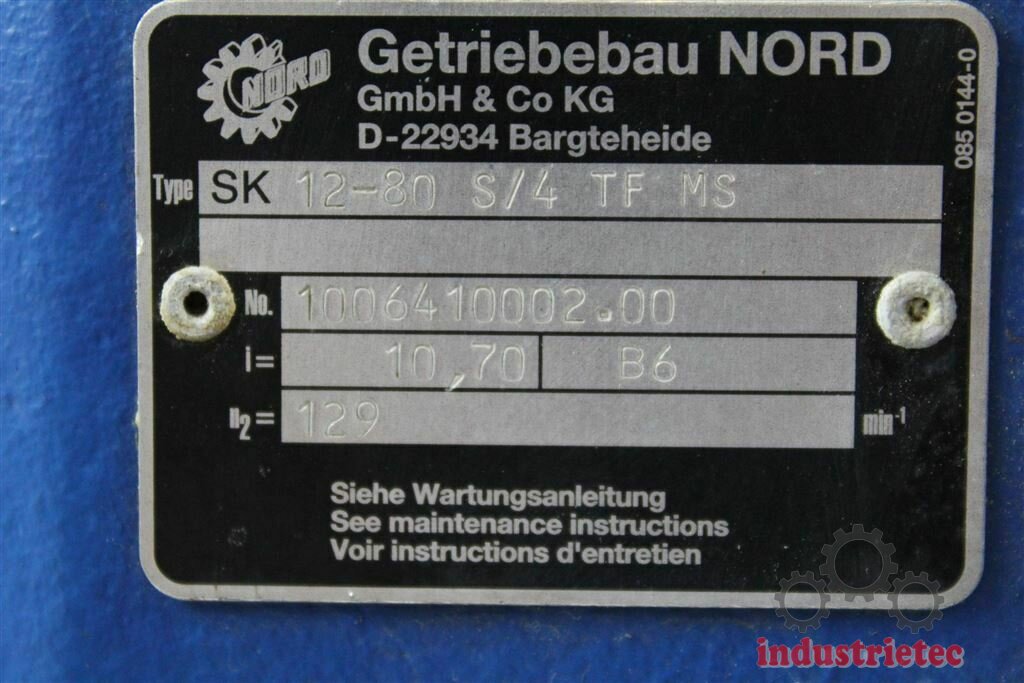 NORD
Getriebebau NORD
GmbH & Co KG
D-22934 Bargteheide
085 0144-0
Type SK 12-80 S/4 TF MS
No. 1006410002.00
i= 10,70 B6
n2= 129 min-1
Siehe Wartungsanleitung
See maintenance instructions
Voir instructions d'entretien
industrietec